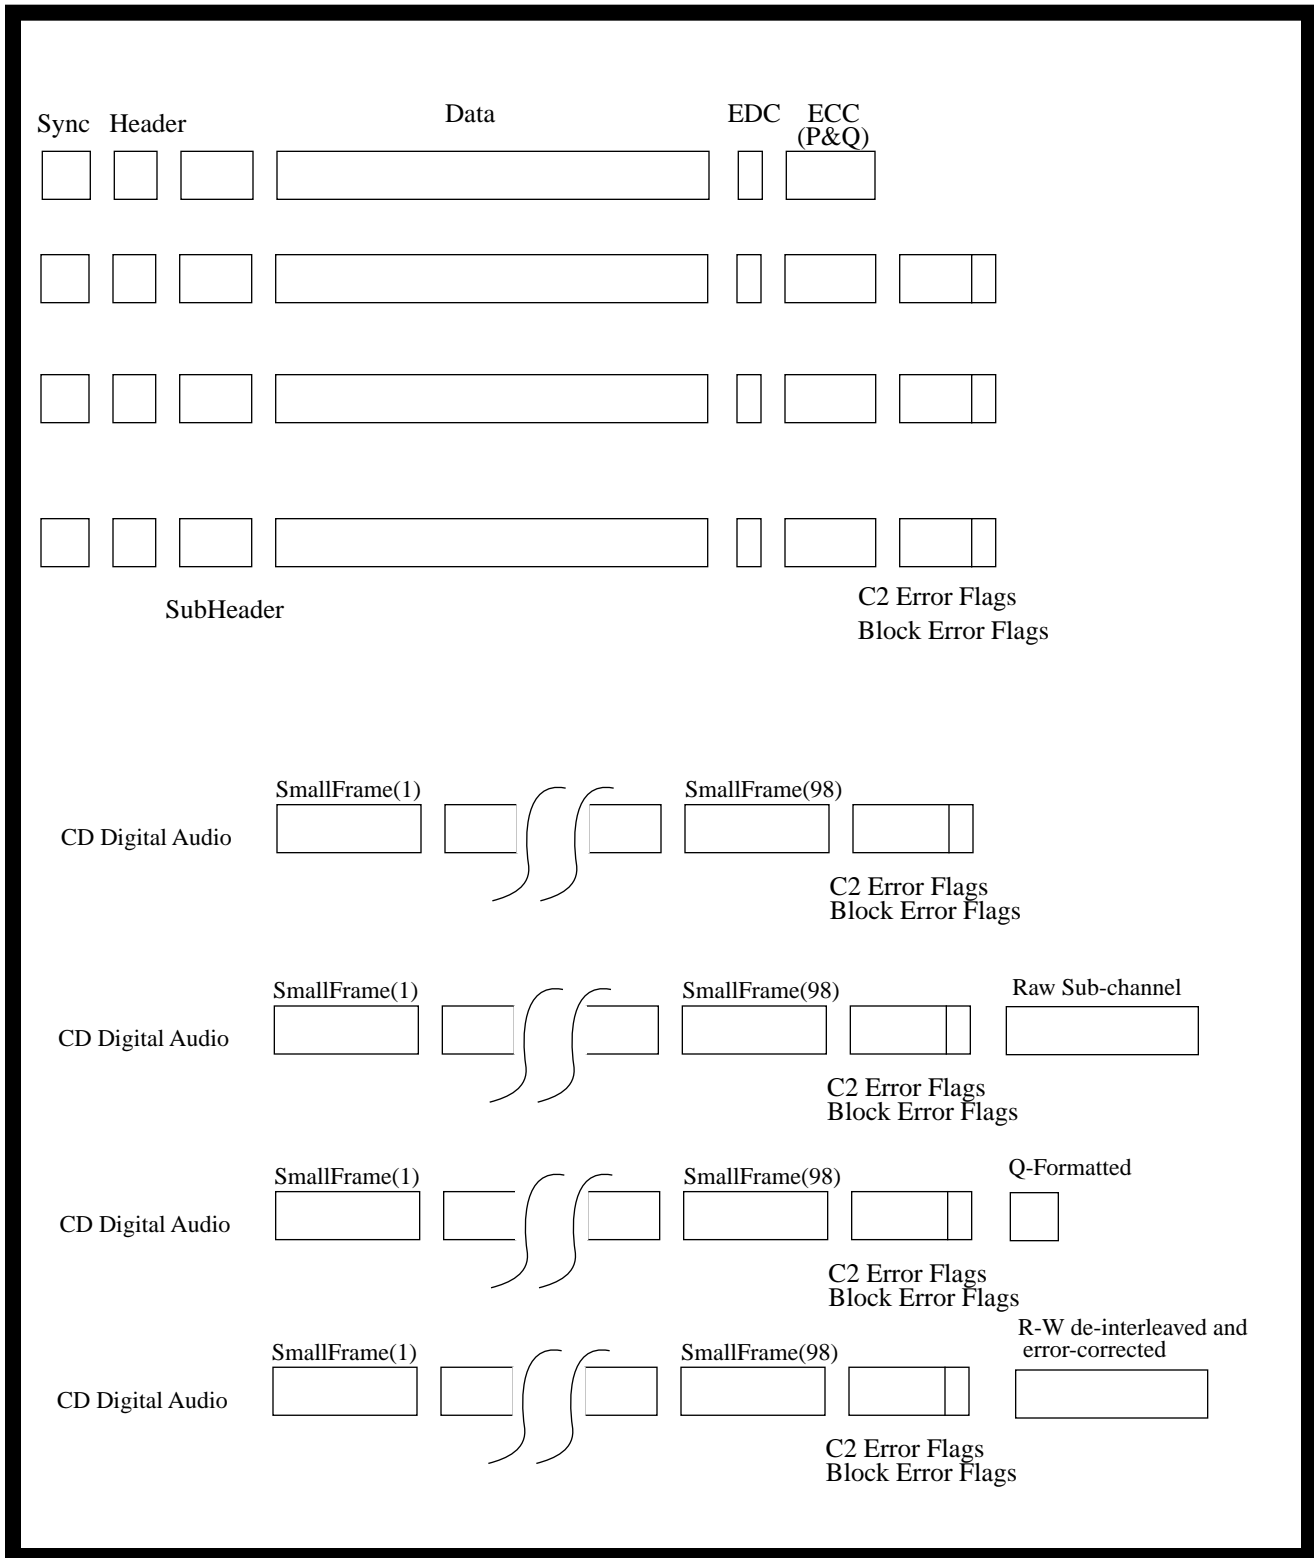 Sync Header Data EDC ECC
(P&Q)
SubHeader
C2 Error Flags
Block Error Flags
SmallFrame(1) SmallFrame(98)
CD Digital Audio
C2 Error Flags
Block Error Flags
SmallFrame(1) SmallFrame(98) Raw Sub-channel
CD Digital Audio
C2 Error Flags
Block Error Flags
SmallFrame(1) SmallFrame(98) Q-Formatted
CD Digital Audio
C2 Error Flags
Block Error Flags
R-W de-interleaved and
error-corrected
SmallFrame(1) SmallFrame(98)
CD Digital Audio
C2 Error Flags
Block Error Flags